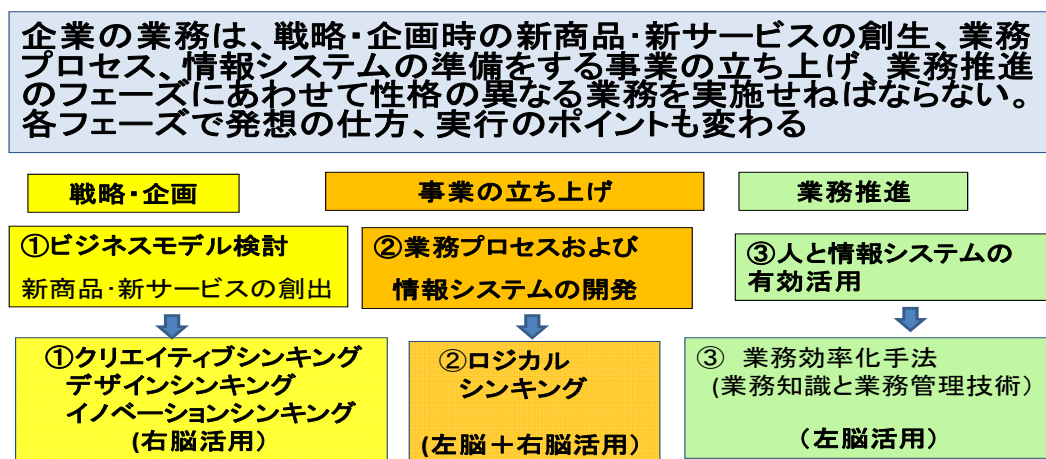 企業の業務は、戦略・企画時の新商品・新サービスの創生、業務
プロセス、情報システムの準備をする事業の立ち上げ、業務推進
のフェーズにあわせて性格の異なる業務を実施せねばならない。
各フェーズで発想の仕方、実行のポイントも変わる
戦略・企画
事業の立ち上げ
業務推進
①ビジネスモデル検討
新商品・新サービスの創出
②業務プロセスおよび
情報システムの開発
③人と情報システムの
有効活用
①クリエイティブシンキング
デザインシンキング
イノベーションシンキング
(右脳活用)
②ロジカル
シンキング
(左脳＋右脳活用)
③ 業務効率化手法
(業務知識と業務管理技術)
(左脳活用)